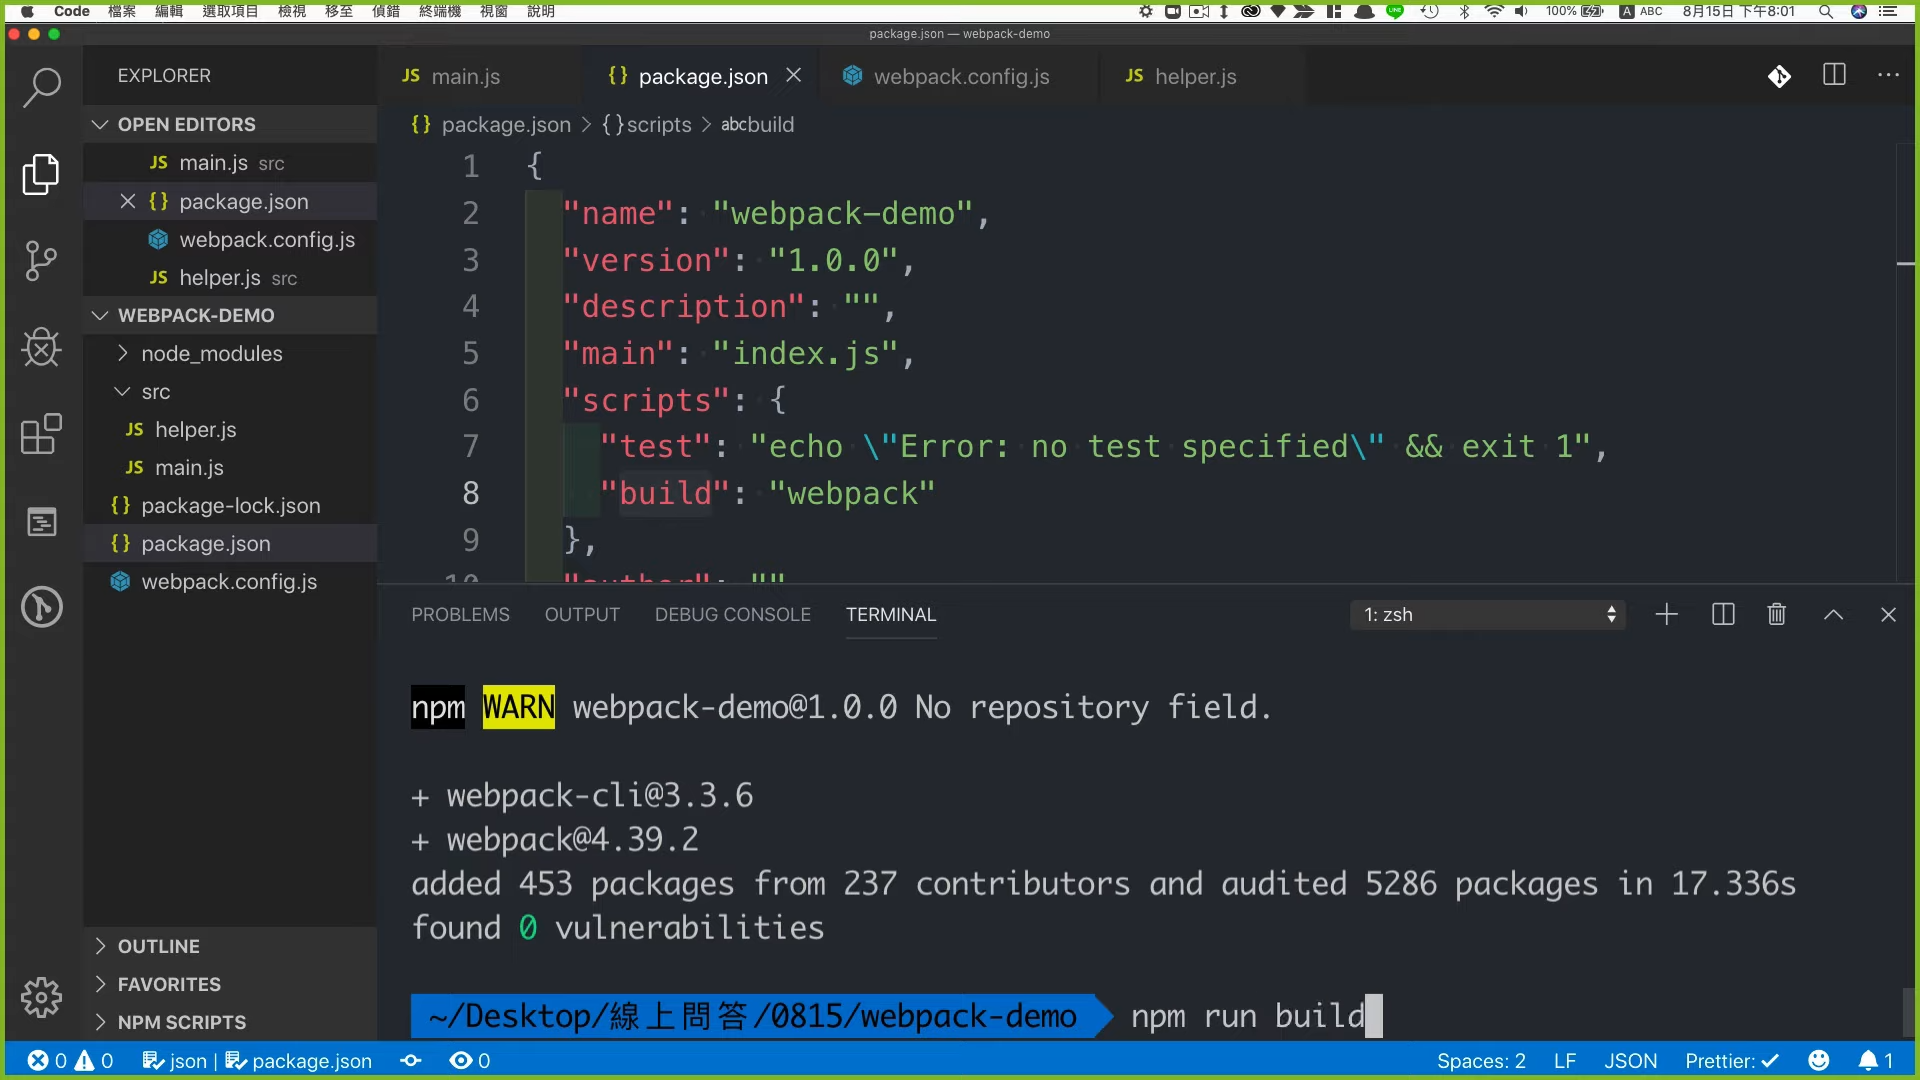 Code 檔案 編輯 選取項目 檢視 移至 偵錯 終端機 視窗 說明 100% A ABC 8月15日 下午8:01
package.json — webpack-demo
EXPLORER
OPEN EDITORS
JS main.js src
{} package.json
webpack.config.js
JS helper.js src
WEBPACK-DEMO
node_modules
src
JS helper.js
JS main.js
{} package-lock.json
{} package.json
webpack.config.js
OUTLINE
FAVORITES
NPM SCRIPTS
JS main.js {} package.json webpack.config.js JS helper.js
{} package.json > {} scripts > abc build
1 {
2 "name": "webpack-demo",
3 "version": "1.0.0",
4 "description": "",
5 "main": "index.js",
6 "scripts": {
7 "test": "echo \"Error: no test specified\" && exit 1",
8 "build": "webpack"
9 },
10 "author": ""
PROBLEMS OUTPUT DEBUG CONSOLE TERMINAL 1: zsh
npm WARN webpack-demo@1.0.0 No repository field.
+ webpack-cli@3.3.6
+ webpack@4.39.2
added 453 packages from 237 contributors and audited 5286 packages in 17.336s
found 0 vulnerabilities
~/Desktop/線上問答/0815/webpack-demo npm run build
0 0 json | package.json 0 Spaces: 2 LF JSON Prettier: ✓ 1